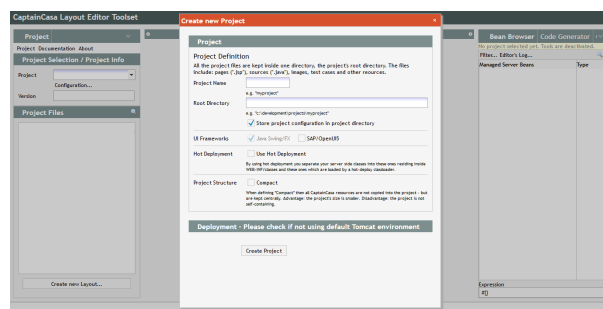 CaptainCasa Layout Editor Toolset
Project
Project Documentation About
Project Selection / Project Info
Project
Configuration...
Version
Project Files
Create new Layout...
Create new Project
Project
Project Definition
All the project files are kept inside one directory, the project's root directory. The files
include: pages (".jsp"), sources (".java"), images, test cases and other resources.
Project Name
e.g. "myproject"
Root Directory
e.g. "c:\development\projects\myproject"
Store project configuration in project directory
UI Frameworks
Java Swing/FX
SAP/OpenUI5
Hot Deployment
Use Hot Deployment
By using hot deployment you separate your server side classes into these ones residing inside
WEB-INF/classes and these ones which are loaded by a hot-deploy classloader.
Project Structure
Compact
When defining "Compact" then all CaptainCasa resources are not copied into the project - but
are kept centrally. Advantage: the project's size is smaller. Disadvantage: the project is not
self-containing.
Deployment - Please check if not using default Tomcat environment
Create Project
Bean Browser
Code Generator
No project selected yet. Tools are deactivated.
Filter... Editor's Log...
Managed Server Beans
Type
Expression
#{}